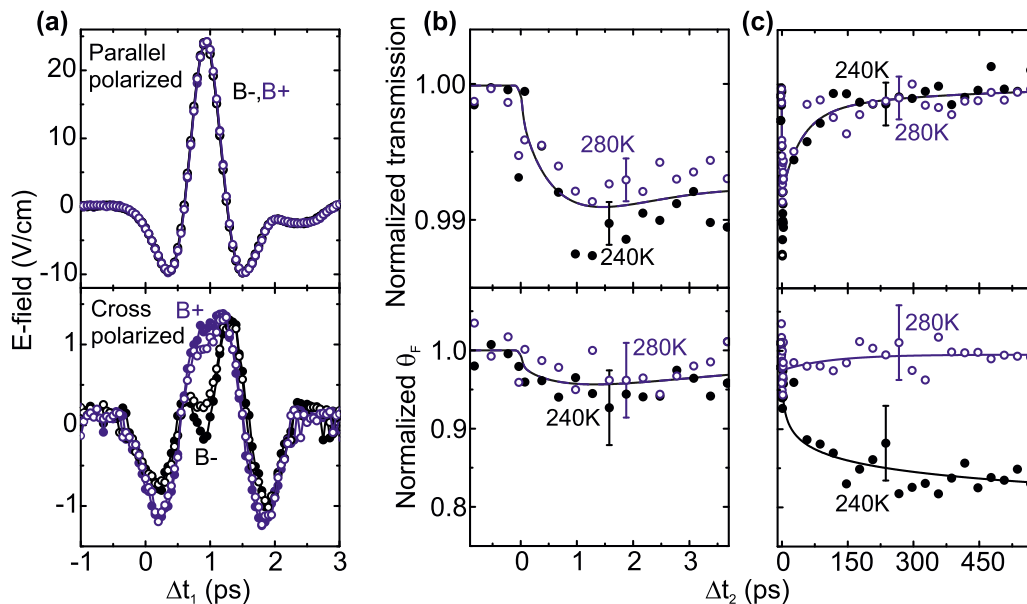 (a)
Parallel
polarized
B-,B+
20
10
0
-10
E-field (V/cm)
Cross
polarized
B+
B-
1
0
-1
-1 0 1 2 3
Δt1 (ps)
(b)
Normalized transmission
1.00
0.99
280K
240K
Normalized θF
1.0
0.9
0.8
280K
240K
0 1 2 3
(c)
240K
280K
280K
240K
0 150 300 450
Δt2 (ps)